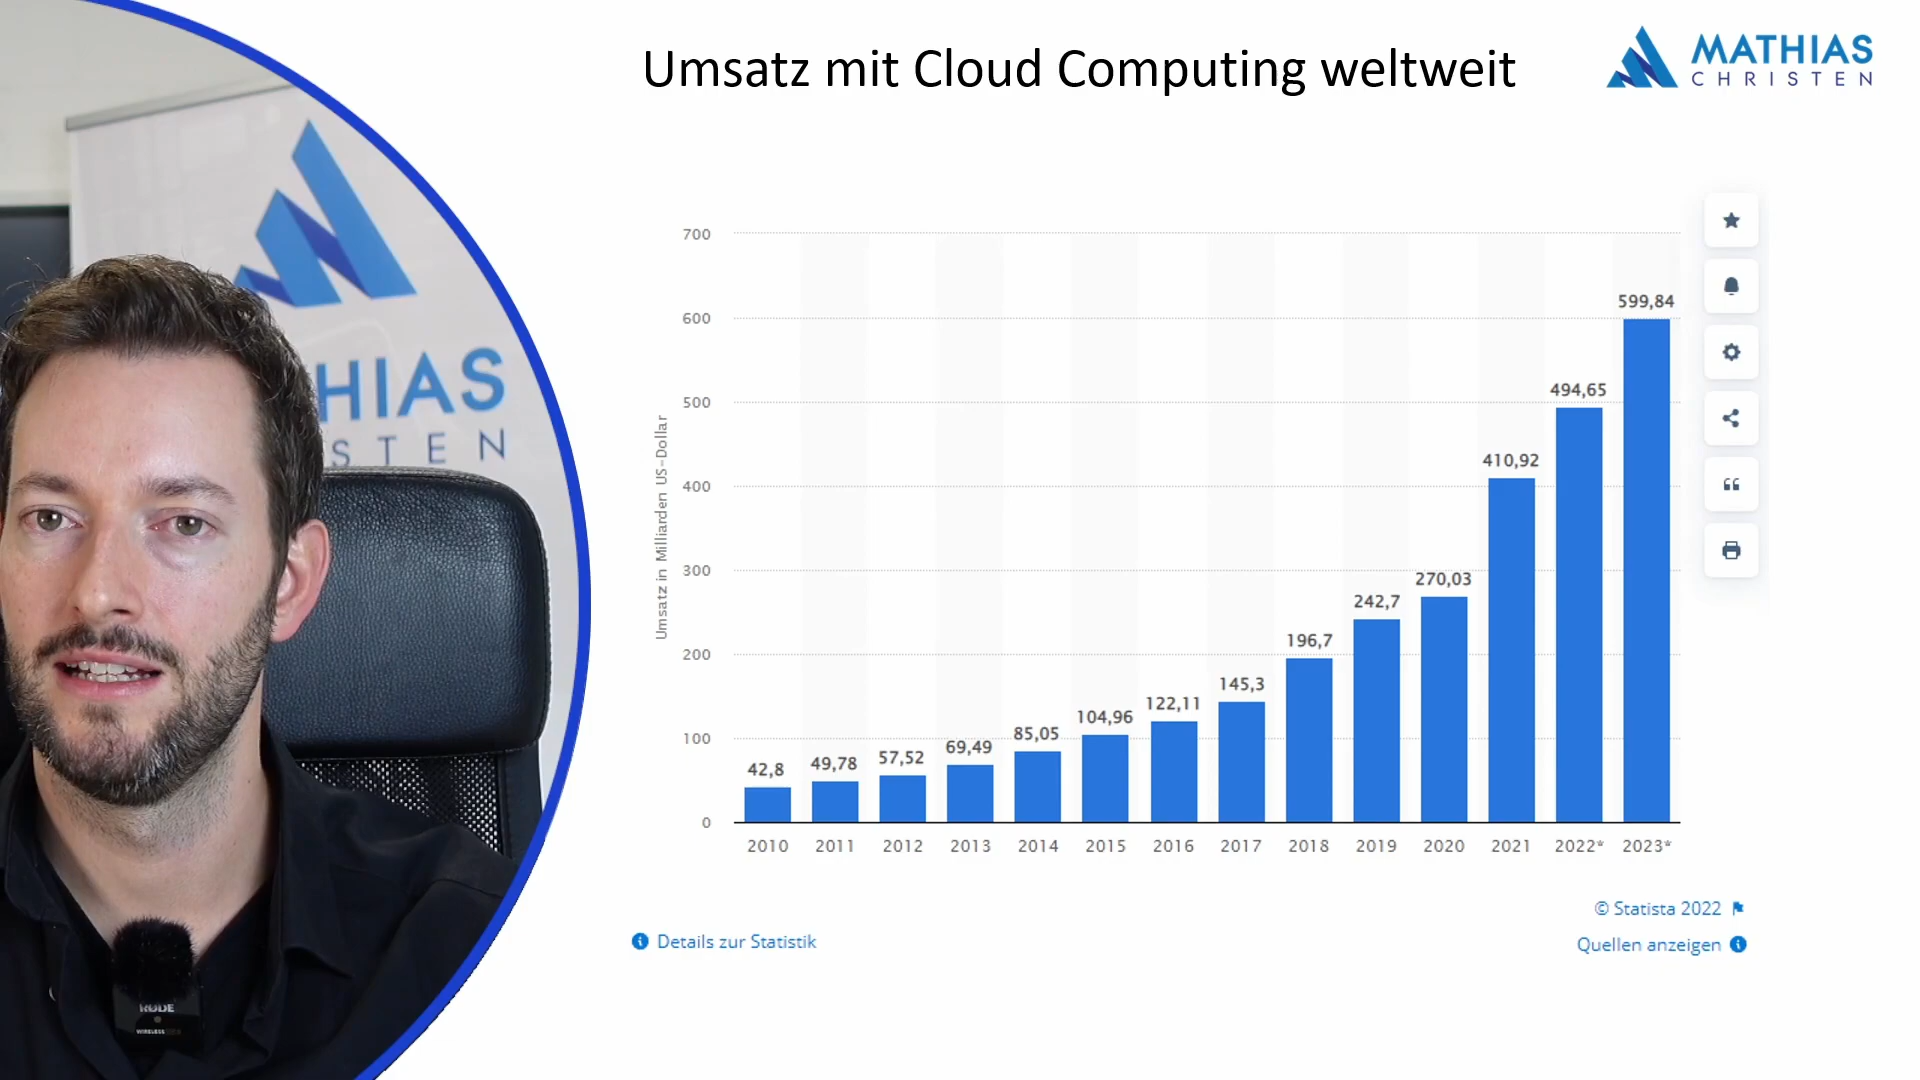 Umsatz mit Cloud Computing weltweit
MATHIAS
CHRISTEN
HIAS
STEN
RØDE
WIRELESS
Umsatz in Milliarden US-Dollar
700
600
500
400
300
200
100
0
42,8
49,78
57,52
69,49
85,05
104,96
122,11
145,3
196,7
242,7
270,03
410,92
494,65
599,84
2010 2011 2012 2013 2014 2015 2016 2017 2018 2019 2020 2021 2022* 2023*
© Statista 2022
Details zur Statistik
Quellen anzeigen